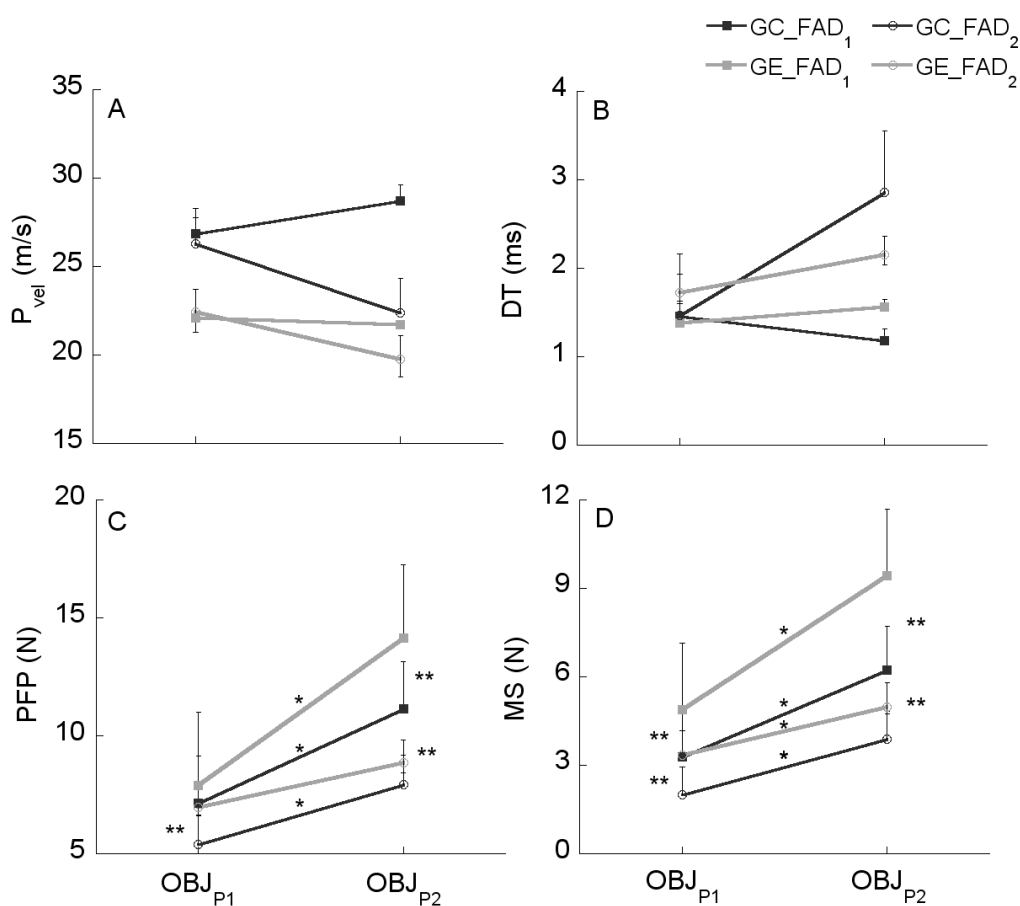 GC_FAD1 GC_FAD2
GE_FAD1 GE_FAD2
A
35
30
25
20
15
Pvel (m/s)
B
4
3
2
1
0
DT (ms)
C
20
15
10
5
PFP (N)
*
*
*
**
**
**
OBJP1 OBJP2
D
12
9
6
3
0
MS (N)
*
*
*
*
**
**
**
**
OBJP1 OBJP2